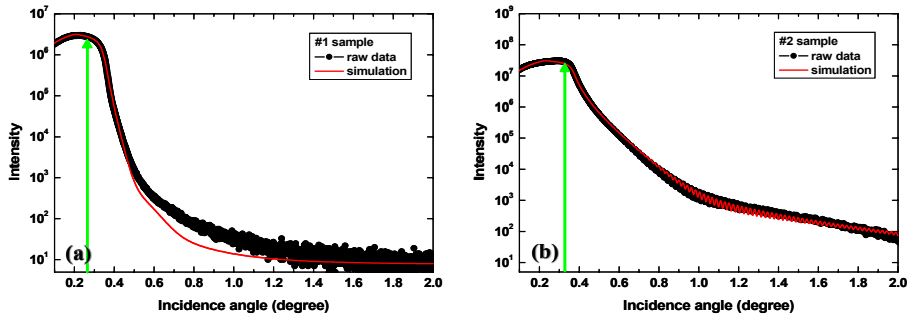 #1 sample
raw data
simulation
10^6
10^5
10^4
10^3
10^2
10^1
Intensity
(a)
0.2 0.4 0.6 0.8 1.0 1.2 1.4 1.6 1.8 2.0
Incidence angle (degree)
#2 sample
raw data
simulation
10^9
10^8
10^7
10^6
10^5
10^4
10^3
10^2
10^1
Intensity
(b)
0.2 0.4 0.6 0.8 1.0 1.2 1.4 1.6 1.8 2.0
Incidence angle (degree)